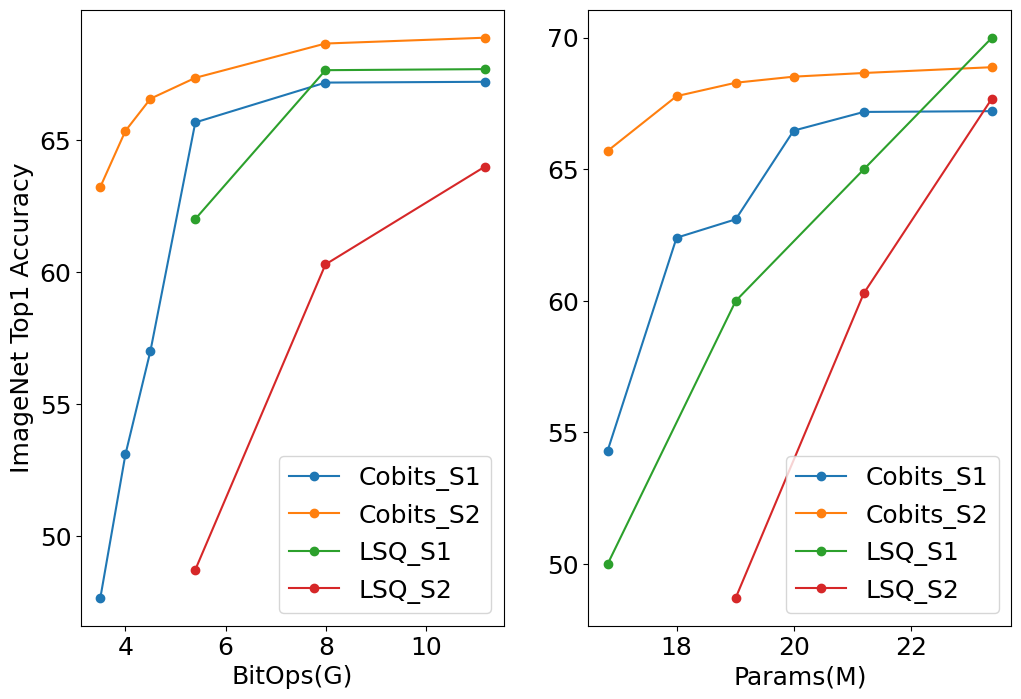 ImageNet Top1 Accuracy
65
60
55
50
4
6
8
10
BitOps(G)
Cobits_S1
Cobits_S2
LSQ_S1
LSQ_S2
70
65
60
55
50
18
20
22
Params(M)
Cobits_S1
Cobits_S2
LSQ_S1
LSQ_S2